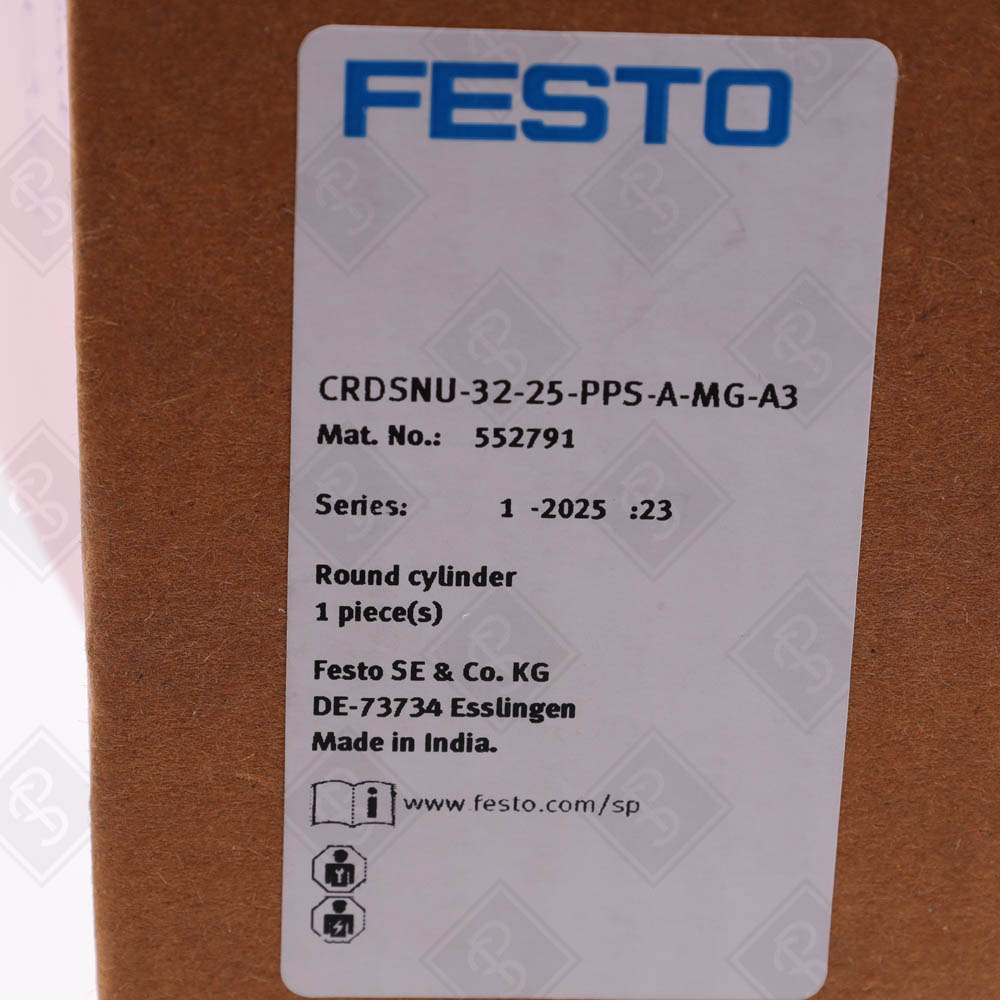 FESTO
CRDSNU-32-25-PPS-A-MG-A3
Mat. No.: 552791
Series: 1 -2025 :23
Round cylinder
1 piece(s)
Festo SE & Co. KG
DE-73734 Esslingen
Made in India.
www.festo.com/sp